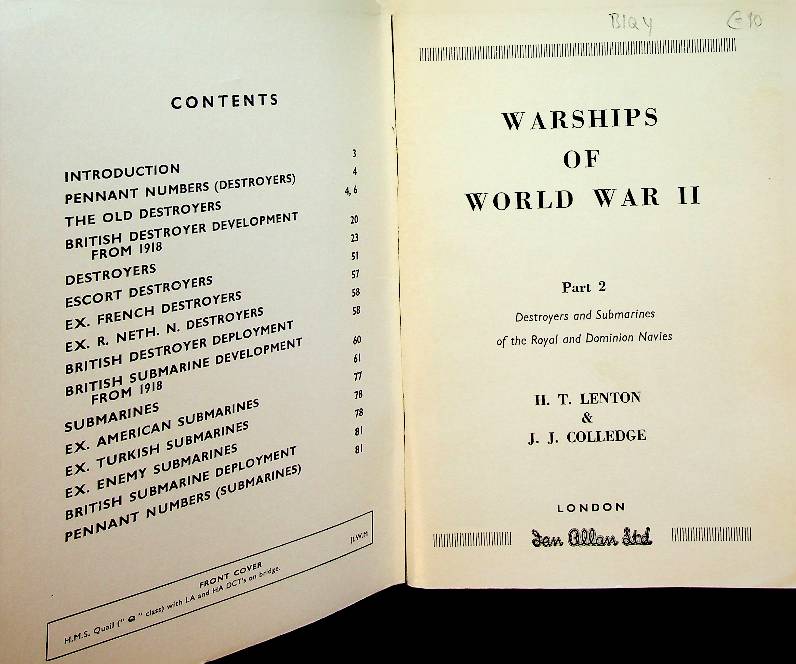 CONTENTS
INTRODUCTION 3
PENNANT NUMBERS (DESTROYERS) 4
THE OLD DESTROYERS 4, 6
BRITISH DESTROYER DEVELOPMENT 20
FROM 1918
DESTROYERS 23
ESCORT DESTROYERS 51
EX. FRENCH DESTROYERS 57
EX. R. NETH. N. DESTROYERS 58
BRITISH DESTROYER DEPLOYMENT 58
BRITISH SUBMARINE DEVELOPMENT 60
FROM 1918
SUBMARINES 61
EX. AMERICAN SUBMARINES 77
EX. TURKISH SUBMARINES 78
EX. ENEMY SUBMARINES 78
BRITISH SUBMARINE DEPLOYMENT 81
PENNANT NUMBERS (SUBMARINES) 81
FRONT COVER
H.M.S. Quail ("Q" class) with LA and HA DCT's on bridge.
WARSHIPS
OF
WORLD WAR II
Part 2
Destroyers and Submarines
of the Royal and Dominion Navies
H. T. LENTON
&
J. J. COLLEDGE
LONDON
Ian Allan Ltd